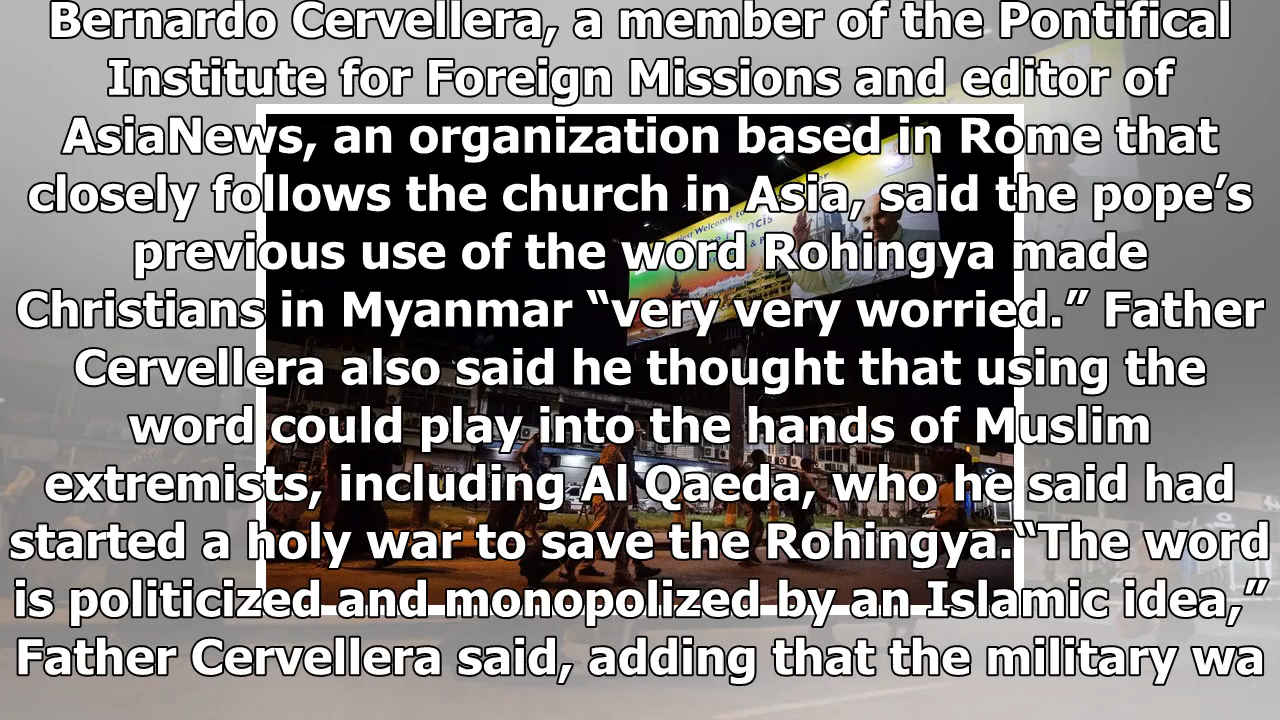 Bernardo Cervellera, a member of the Pontifical
Institute for Foreign Missions and editor of
AsiaNews, an organization based in Rome that
closely follows the church in Asia, said the pope’s
previous use of the word Rohingya made
Christians in Myanmar “very very worried.” Father
Cervellera also said he thought that using the
word could play into the hands of Muslim
extremists, including Al Qaeda, who he said had
started a holy war to save the Rohingya.“The word
is politicized and monopolized by an Islamic idea,”
Father Cervellera said, adding that the military wa